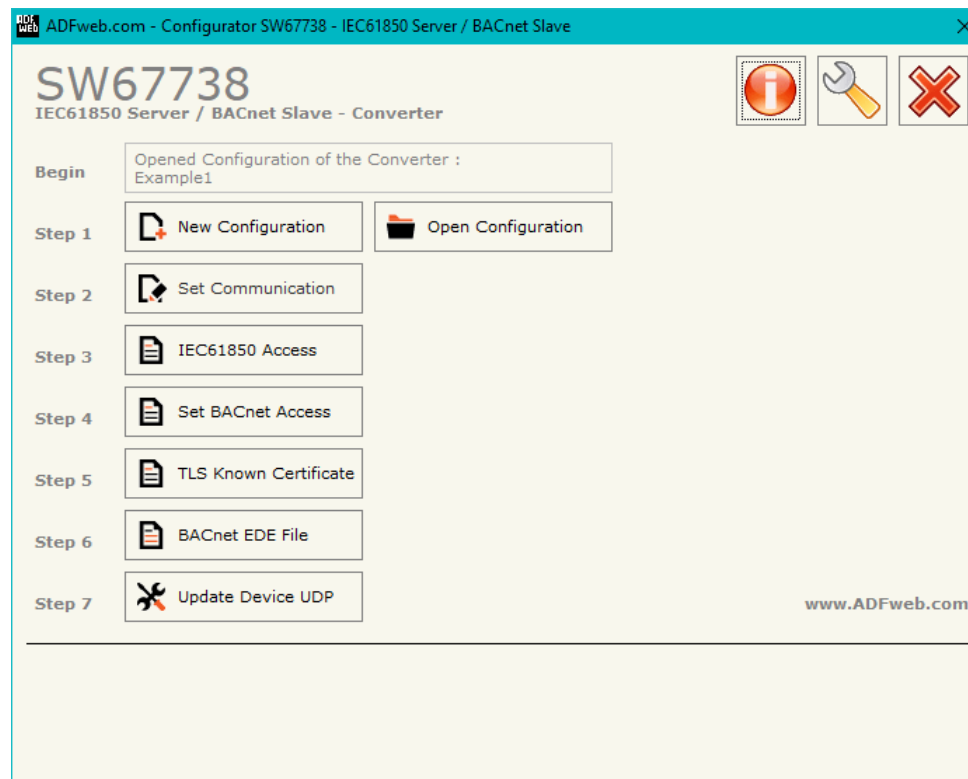 ADFweb.com - Configurator SW67738 - IEC61850 Server / BACnet Slave
SW67738
IEC61850 Server / BACnet Slave - Converter
Begin
Opened Configuration of the Converter :
Example1
Step 1
New Configuration
Open Configuration
Step 2
Set Communication
Step 3
IEC61850 Access
Step 4
Set BACnet Access
Step 5
TLS Known Certificate
Step 6
BACnet EDE File
Step 7
Update Device UDP
www.ADFweb.com